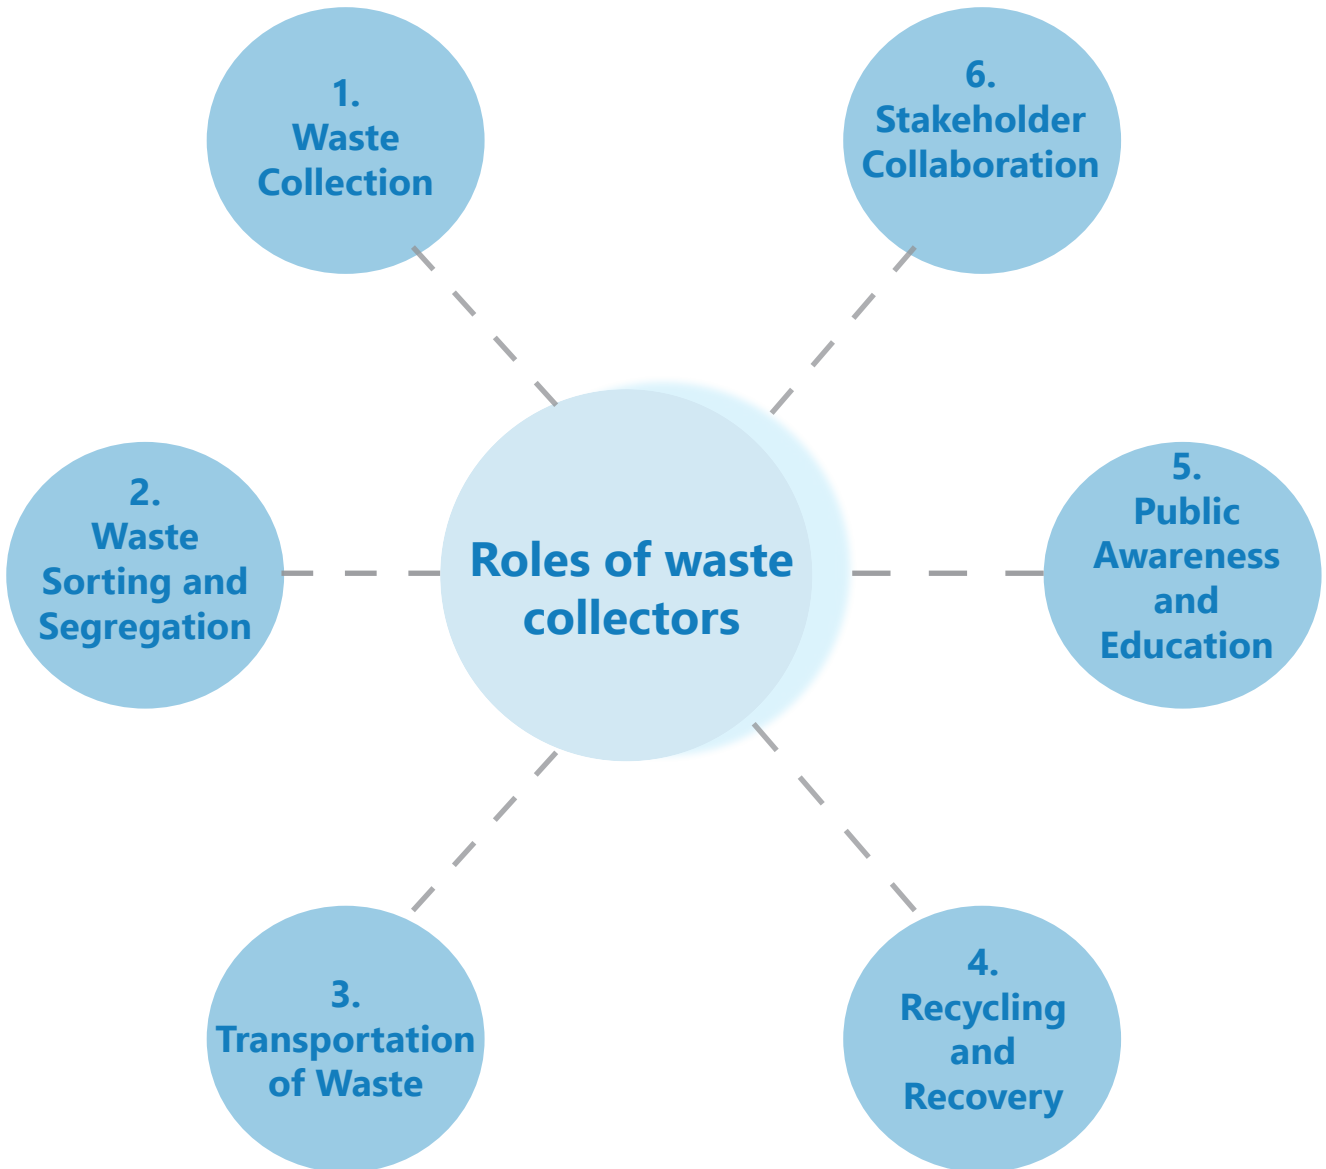 Roles of waste
collectors
1.
Waste
Collection
2.
Waste
Sorting and
Segregation
3.
Transportation
of Waste
4.
Recycling
and
Recovery
5.
Public
Awareness
and
Education
6.
Stakeholder
Collaboration